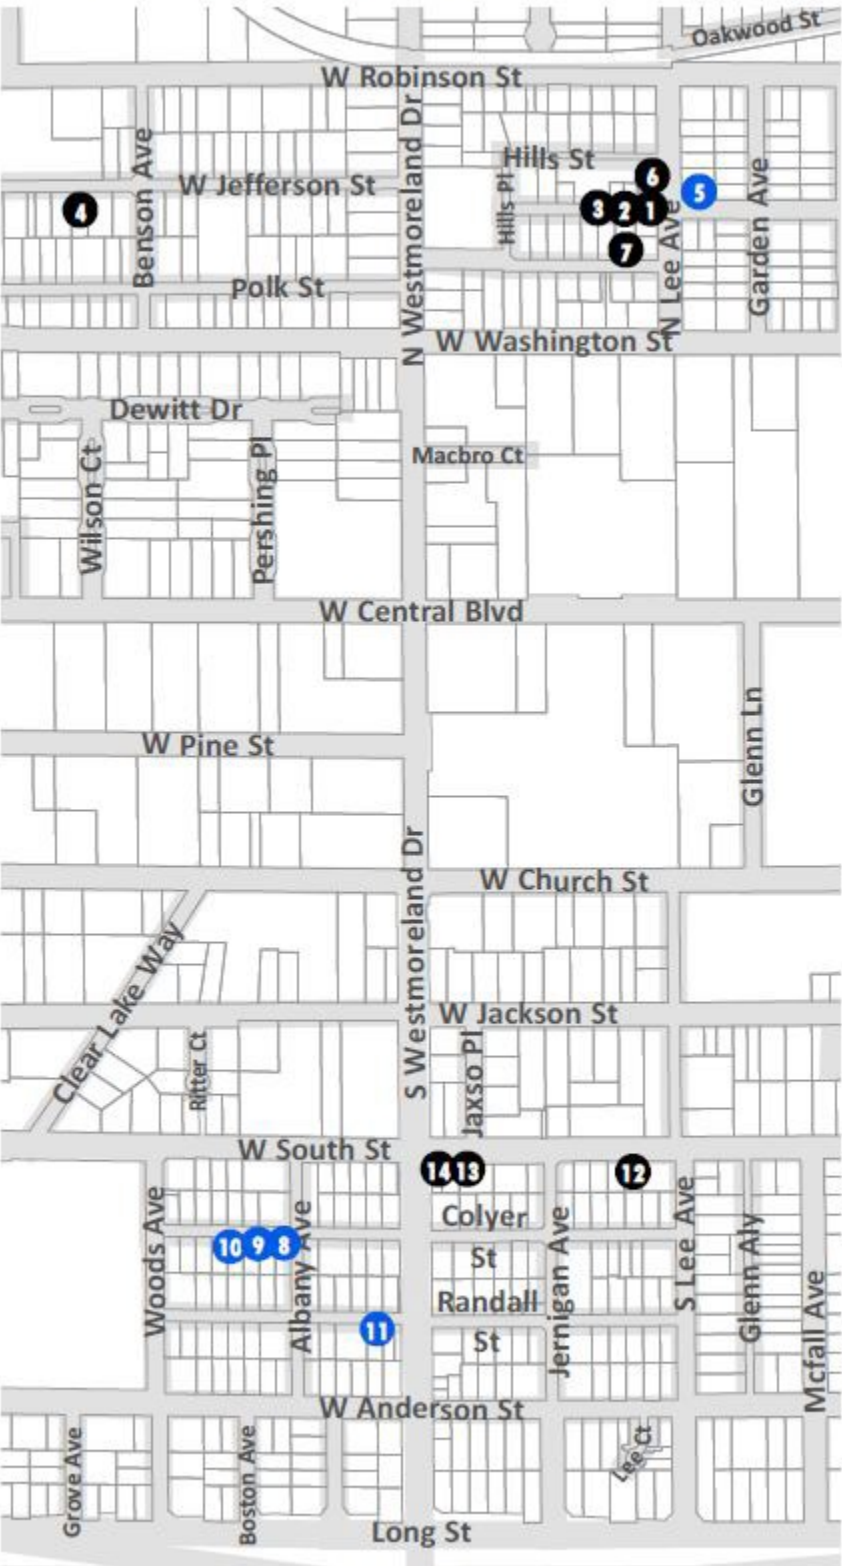 Oakwood St
W Robinson St
Hills St
W Jefferson St
Benson Ave
N Westmoreland Dr
Hills Pl
N Lee Ave
Garden Ave
6
5
4
3
2
1
7
Polk St
W Washington St
Dewitt Dr
Macbro Ct
Wilson Ct
Pershing Pl
W Central Blvd
W Pine St
Glenn Ln
W Church St
S Westmoreland Dr
Clear Lake Way
W Jackson St
Ritter Ct
Jaxso Pl
W South St
14
13
12
Woods Ave
Albany Ave
Colyer
St
10
9
8
Randall
St
11
Jernigan Ave
S Lee Ave
Glenn Aly
Mcfall Ave
W Anderson St
Grove Ave
Boston Ave
Lee Ct
Long St